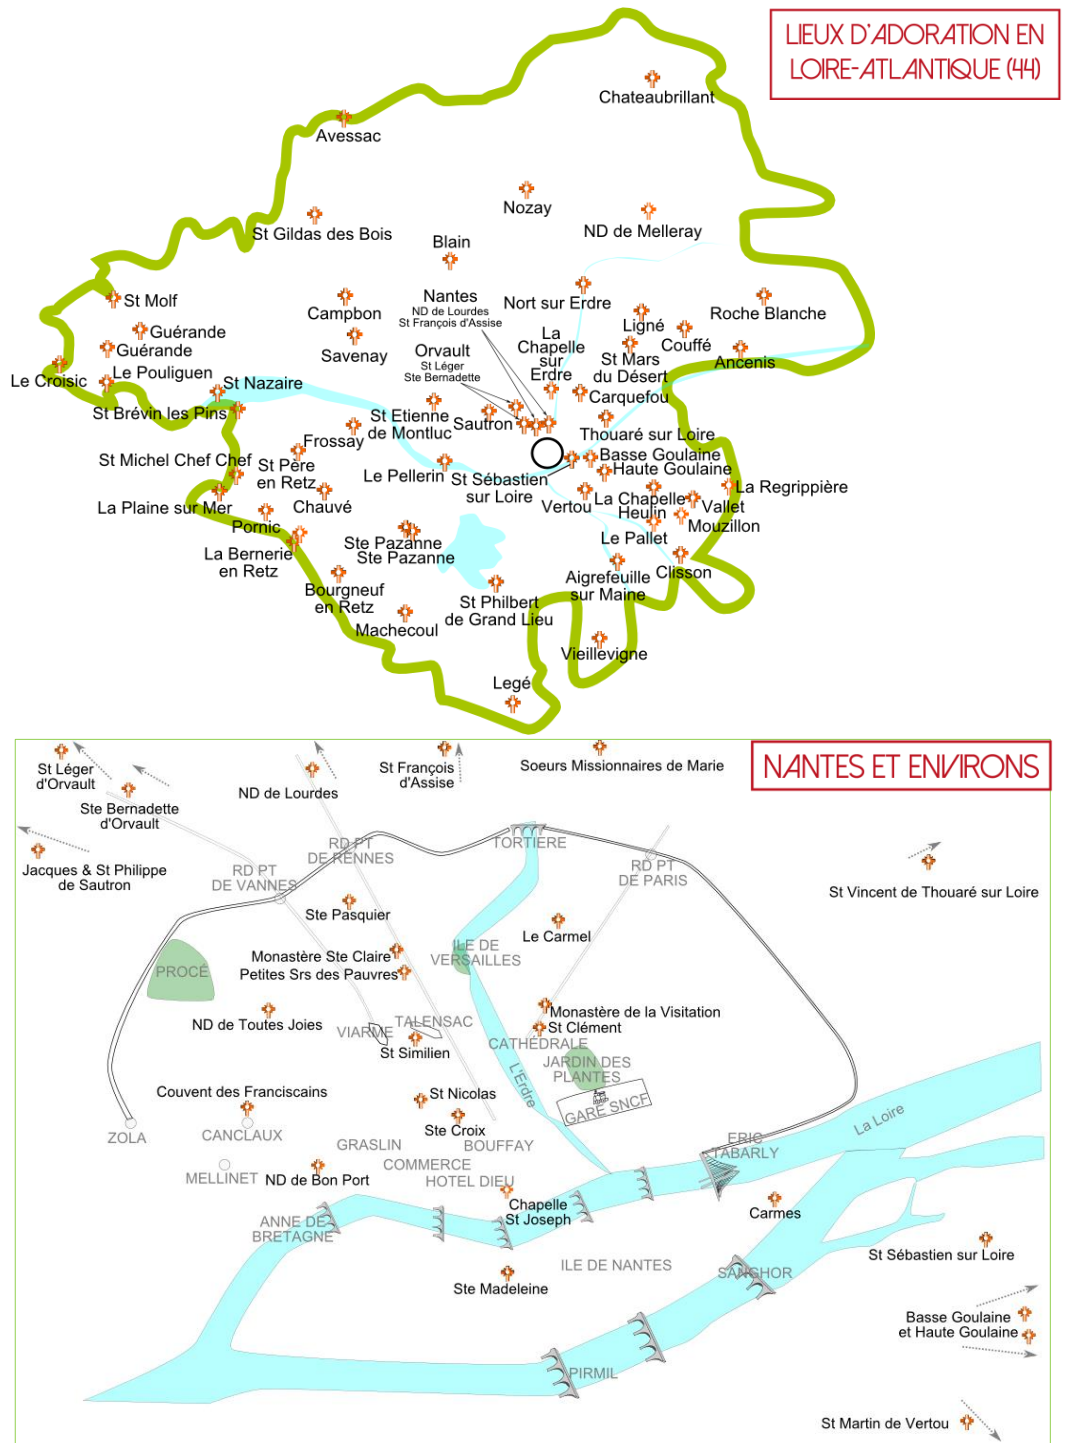 LIEUX D'ADORATION EN
LOIRE-ATLANTIQUE (44)
Chateaubrillant
Avessac
Nozay
ND de Melleray
St Gildas des Bois
Blain
St Molf
Campbon
Nantes
ND de Lourdes
St François d'Assise
Nort sur Erdre
Roche Blanche
Guérande
Guérande
Savenay
Ligné
Couffé
La
Chapelle
sur
Erdre
Orvault
St Léger
Ste Bernadette
St Mars
du Désert
Ancenis
Le Croisic
Le Pouliguen
St Nazaire
Carquefou
St Brévin les Pins
St Etienne
de Montluc
Sautron
Thouaré sur Loire
Frossay
Basse Goulaine
Haute Goulaine
St Michel Chef Chef
St Père
en Retz
Le Pellerin
St Sébastien
sur Loire
La Regrippière
La Plaine sur Mer
Chauvé
Vertou
La Chapelle
Heulin
Vallet
Mouzillon
Pornic
Le Pallet
Ste Pazanne
Ste Pazanne
La Bernerie
en Retz
Clisson
Aigrefeuille
sur Maine
Bourgneuf
en Retz
St Philbert
de Grand Lieu
Machecoul
Vieillevigne
Legé
NANTES ET ENVIRONS
St Léger
d'Orvault
Ste Bernadette
d'Orvault
ND de Lourdes
St François
d'Assise
Soeurs Missionnaires de Marie
Jacques & St Philippe
de Sautron
RD PT
DE VANNES
RD PT
DE RENNES
TORTIERE
RD PT
DE PARIS
St Vincent de Thouaré sur Loire
Ste Pasquier
Le Carmel
Monastère Ste Claire
Petites Srs des Pauvres
ILE DE
VERSAILLES
PROCÉ
ND de Toutes Joies
VIARME
TALENSAC
St Similien
Monastère de la Visitation
St Clément
CATHÉDRALE
JARDIN DES
PLANTES
L'Erdre
GARE SNCF
Couvent des Franciscains
St Nicolas
Ste Croix
La Loire
ZOLA
CANCLAUX
GRASLIN
BOUFFAY
ERIC
TABARLY
COMMERCE
MELLINET
ND de Bon Port
HOTEL DIEU
Chapelle
St Joseph
Carmes
ANNE DE
BRETAGNE
St Sébastien sur Loire
ILE DE NANTES
SANGHOR
Ste Madeleine
Basse Goulaine
et Haute Goulaine
PIRMIL
St Martin de Vertou